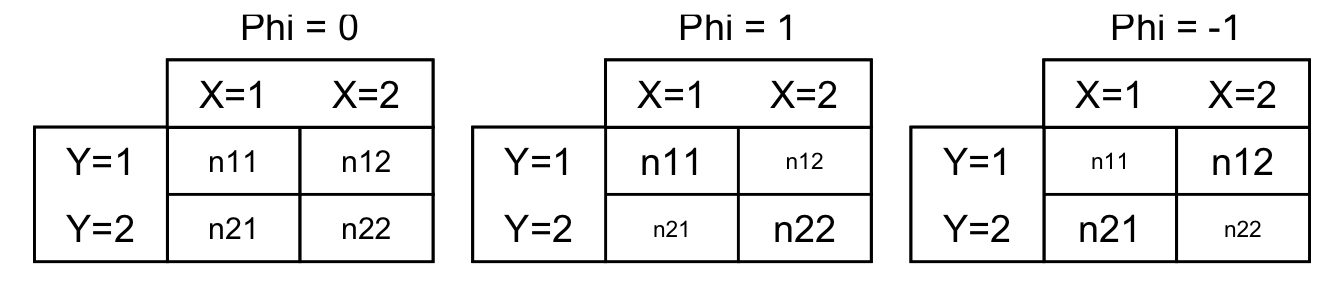 Phi = 0
X=1 X=2
Y=1 n11 n12
Y=2 n21 n22
Phi = 1
X=1 X=2
Y=1 n11 n12
Y=2 n21 n22
Phi = -1
X=1 X=2
Y=1 n11 n12
Y=2 n21 n22